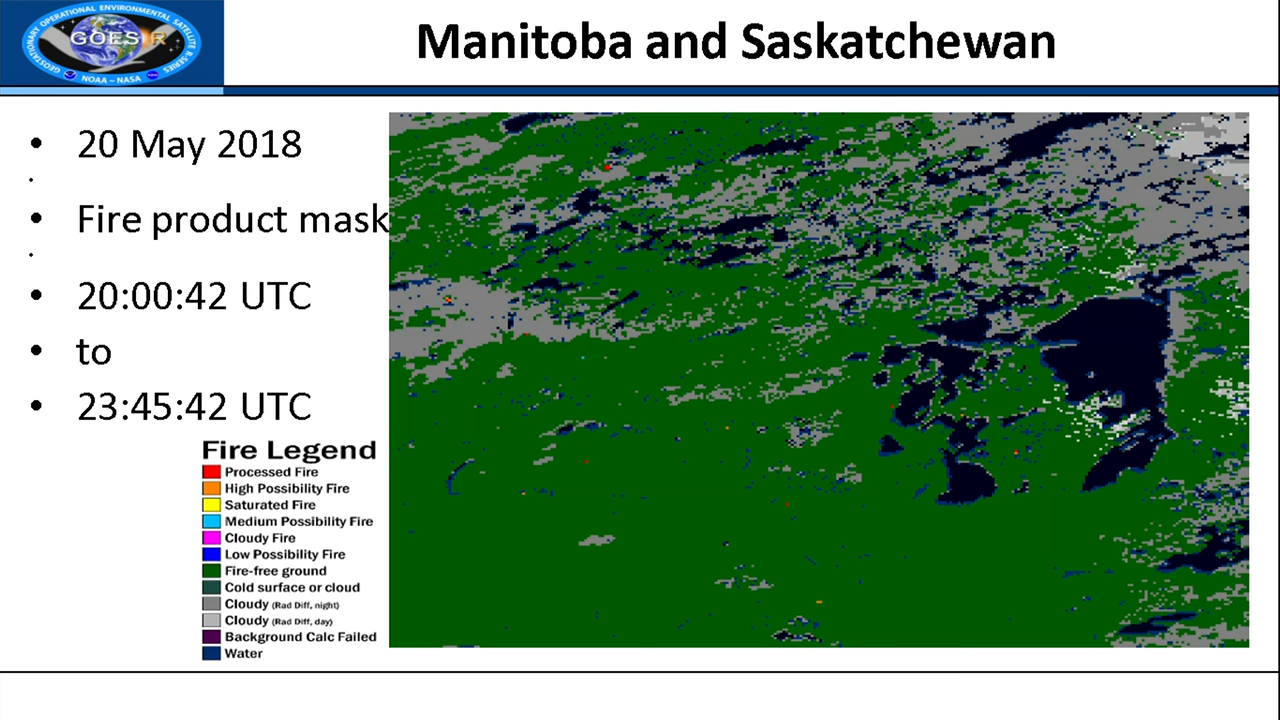 GEOSTATIONARY OPERATIONAL ENVIRONMENTAL SATELLITE R-SERIES
GOES R
NOAA – NASA
Manitoba and Saskatchewan
• 20 May 2018
•
• Fire product mask
•
• 20:00:42 UTC
• to
• 23:45:42 UTC
Fire Legend
Processed Fire
High Possibility Fire
Saturated Fire
Medium Possibility Fire
Cloudy Fire
Low Possibility Fire
Fire-free ground
Cold surface or cloud
Cloudy (Rad Diff, night)
Cloudy (Rad Diff, day)
Background Calc Failed
Water